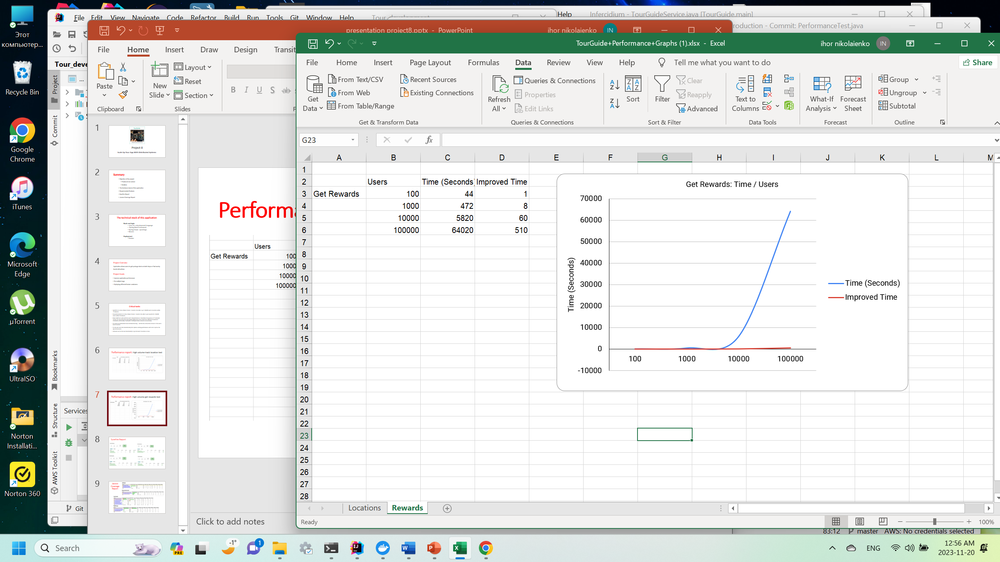 Этот
компьютер...
Recycle Bin
Google
Chrome
iTunes
Microsoft
Edge
µTorrent
UltraISO
Norton
Installati...
Norton 360
File Edit View Navigate Code Refactor Build Run Tools Git Window Help
Help
Infercidium - TourGuideService.java [TourGuide.main]
roduction - Commit: PerformanceTest.java
Tour_deve
Project
Commit
Bookmarks
Structure
AWS Toolkit
Services
Git
presentation project8.pptx - PowerPoint
ihor nikolaienko
IN
File Home Insert Draw Design Transit
Paste
New
Slide
Layout
Reset
Section
Clipboard
Slides
B I U S ab
1
Project 8
Scale Up Your App With Distributed Systems
2
Summary
3
The technical stack of this application
4
Project Overview
Project Goals
5
Critical tasks
6
Performance report: High volume track location test
7
Performance report: High volume get rewards test
8
Surefire Report
9
Jacoco
Coverage
Report
Performa
Users
Get Rewards 100
1000
10000
100000
Click to add notes
TourGuide+Performance+Graphs (1).xlsx - Excel
ihor nikolaienko
IN
File Home Insert Page Layout Formulas Data Review View Help Tell me what you want to do
Share
Get
Data
From Text/CSV
From Web
From Table/Range
Recent Sources
Existing Connections
Get & Transform Data
Refresh
All
Queries & Connections
Properties
Edit Links
Queries & Connections
Sort
Filter
Clear
Reapply
Advanced
Sort & Filter
Text to
Columns
Data Tools
What-If
Analysis
Forecast
Sheet
Forecast
Group
Ungroup
Subtotal
Outline
G23
fx
A B C D E F G H I J K L M
1
2 Users Time (Seconds) Improved Time
3 Get Rewards 100 44 1
4 1000 472 8
5 10000 5820 60
6 100000 64020 510
7
8
9
10
11
12
13
14
15
16
17
18
19
20
21
22
23
24
25
26
27
28
Get Rewards: Time / Users
70000
60000
50000
40000
30000
20000
10000
0
-10000
Time (Seconds)
100 1000 10000 100000
Time (Seconds)
Improved Time
Locations Rewards
Ready
100%
83:12 master AWS: No credentials selected
Search
PRE
-1°
1
ENG
12:56 AM
2023-11-20